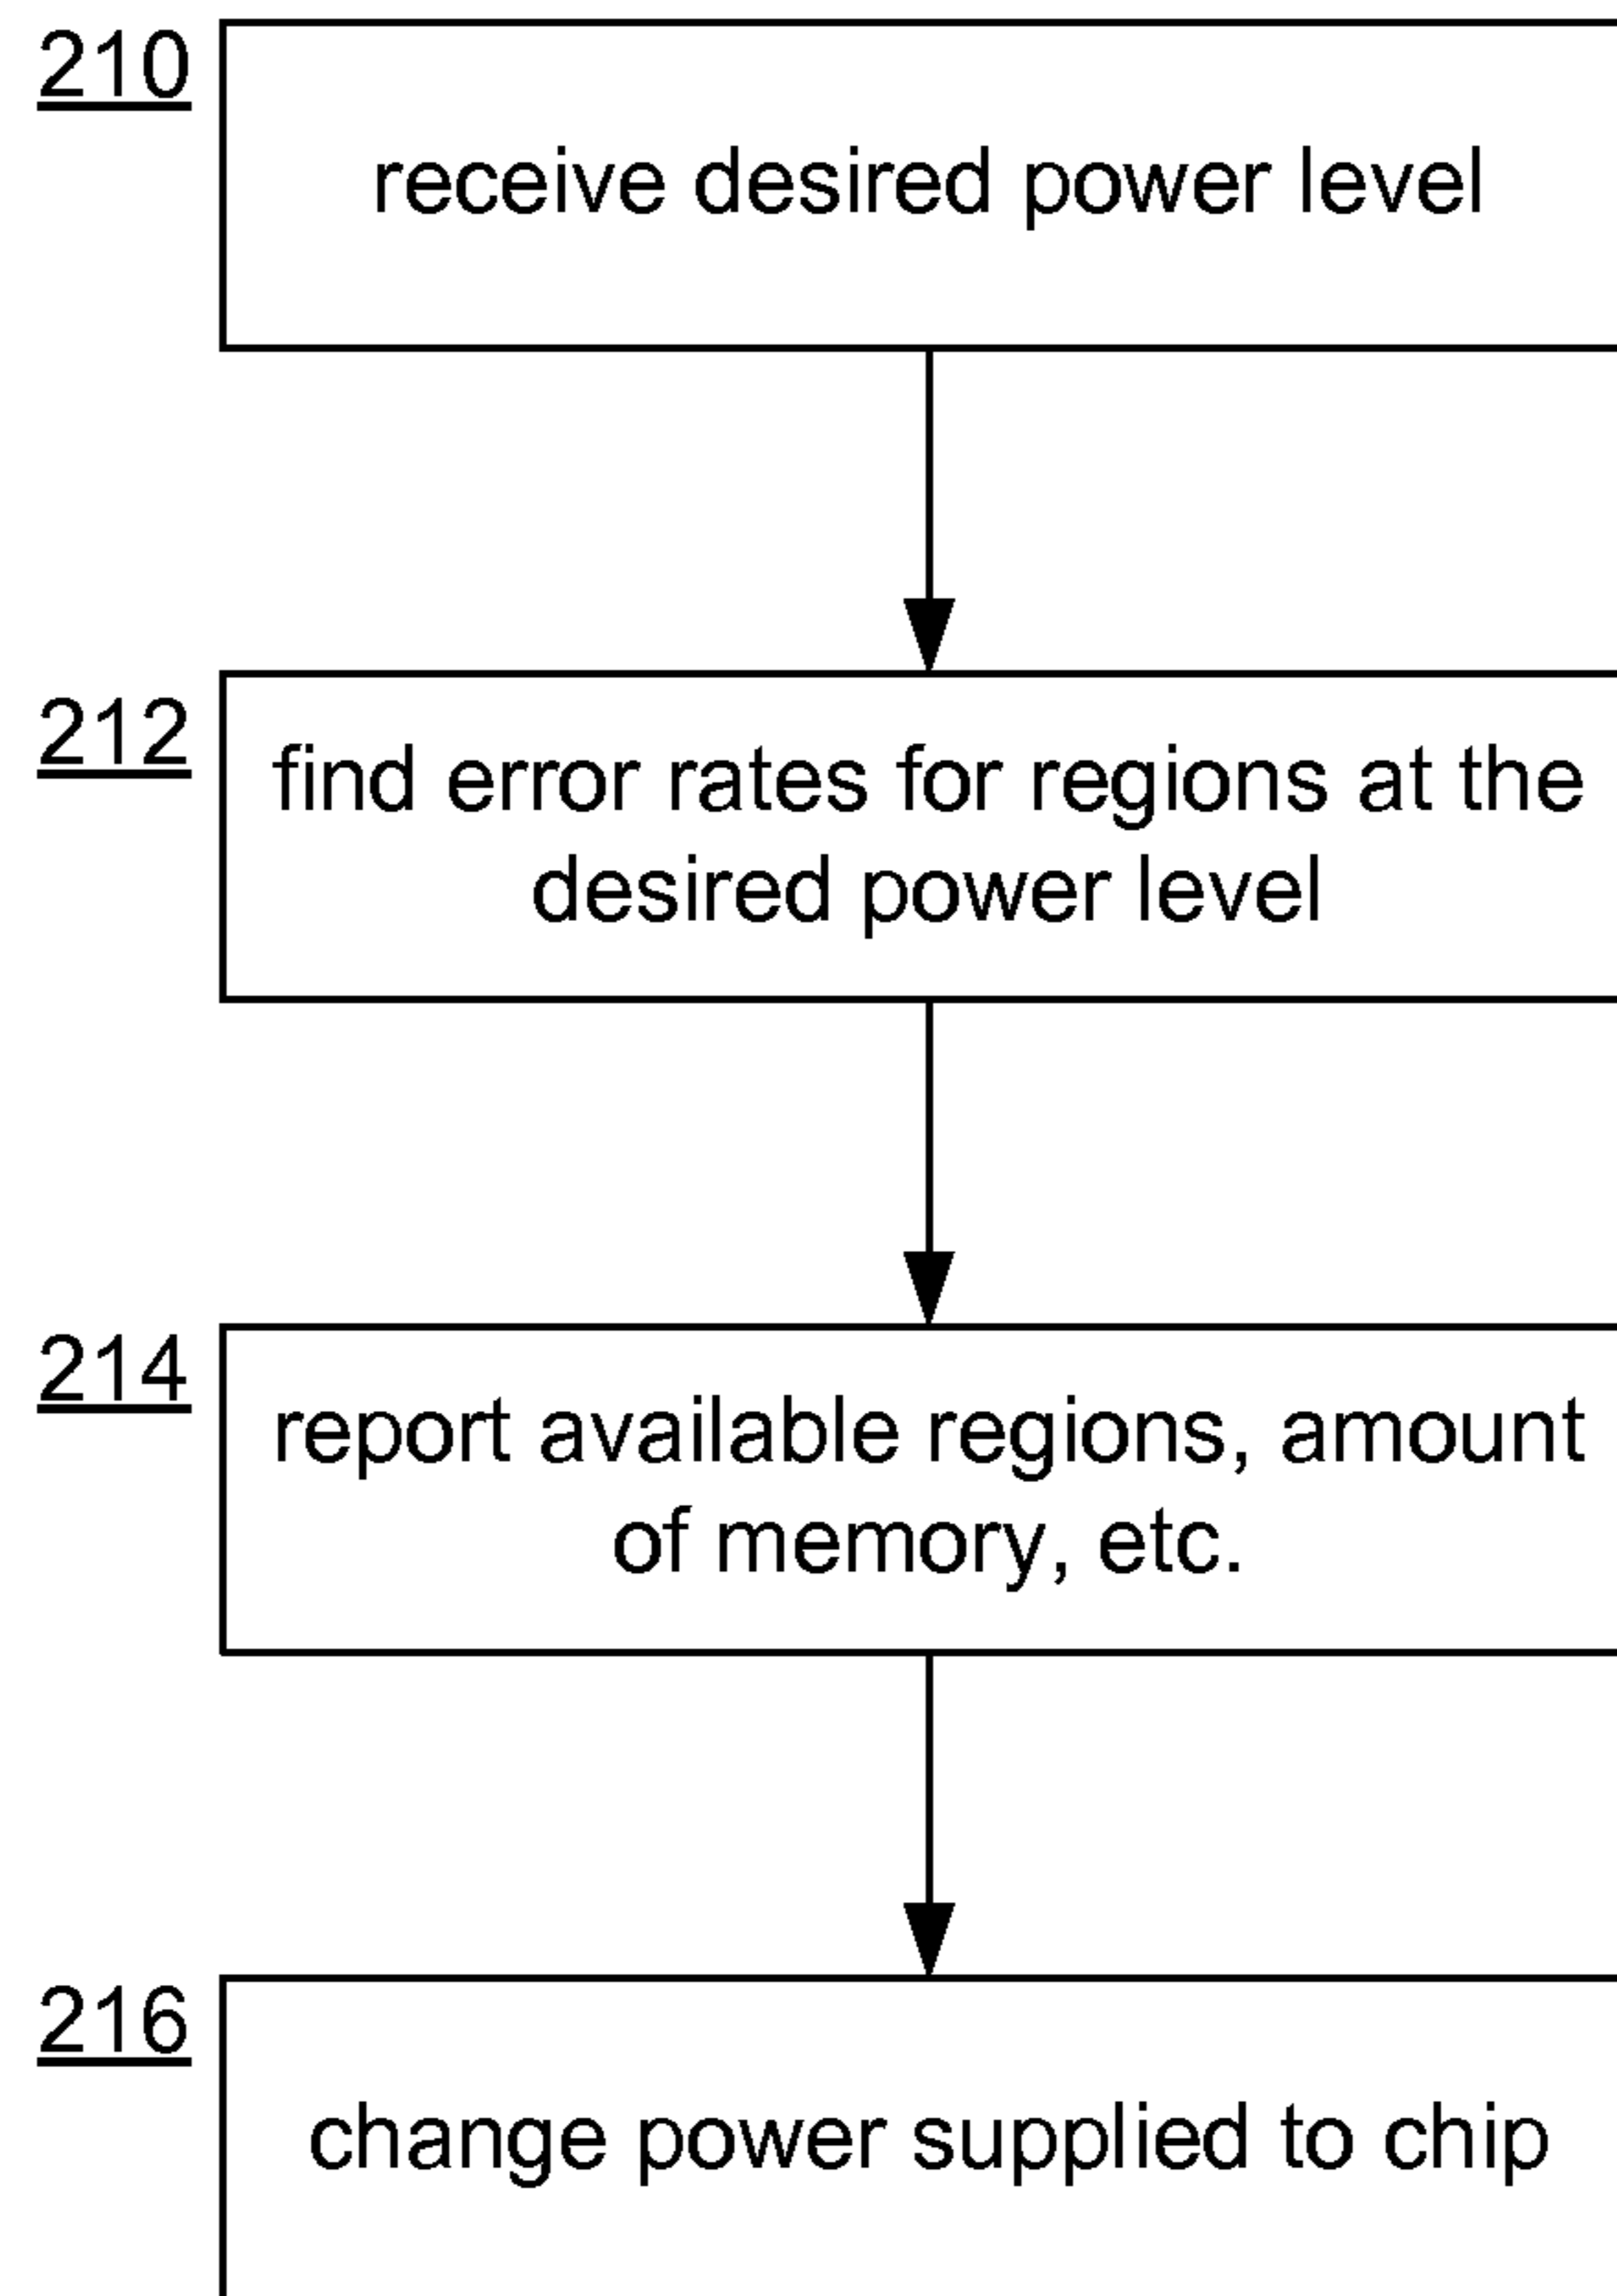 210
receive desired power level
212
find error rates for regions at the
desired power level
214
report available regions, amount
of memory, etc.
216
change power supplied to chip